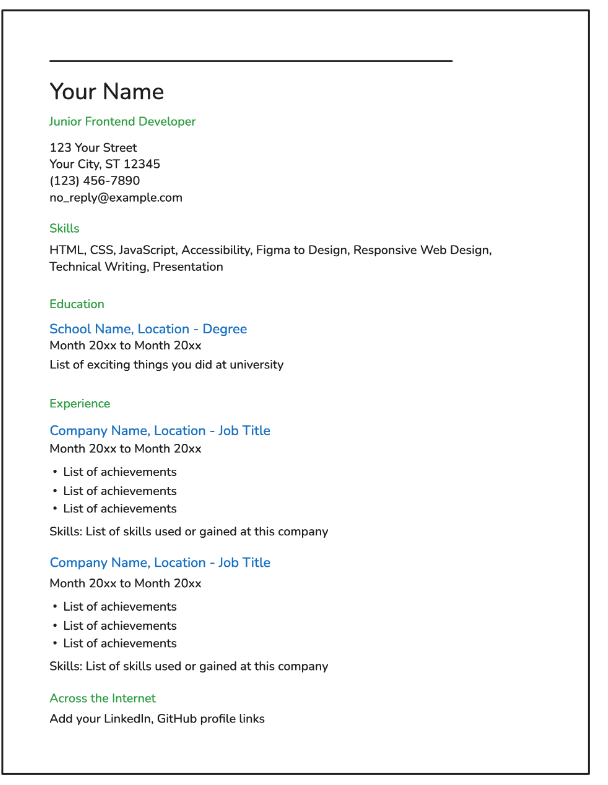 Your Name
Junior Frontend Developer
123 Your Street
Your City, ST 12345
(123) 456-7890
no_reply@example.com
Skills
HTML, CSS, JavaScript, Accessibility, Figma to Design, Responsive Web Design,
Technical Writing, Presentation
Education
School Name, Location - Degree
Month 20xx to Month 20xx
List of exciting things you did at university
Experience
Company Name, Location - Job Title
Month 20xx to Month 20xx
• List of achievements
• List of achievements
• List of achievements
Skills: List of skills used or gained at this company
Company Name, Location - Job Title
Month 20xx to Month 20xx
• List of achievements
• List of achievements
• List of achievements
Skills: List of skills used or gained at this company
Across the Internet
Add your LinkedIn, GitHub profile links